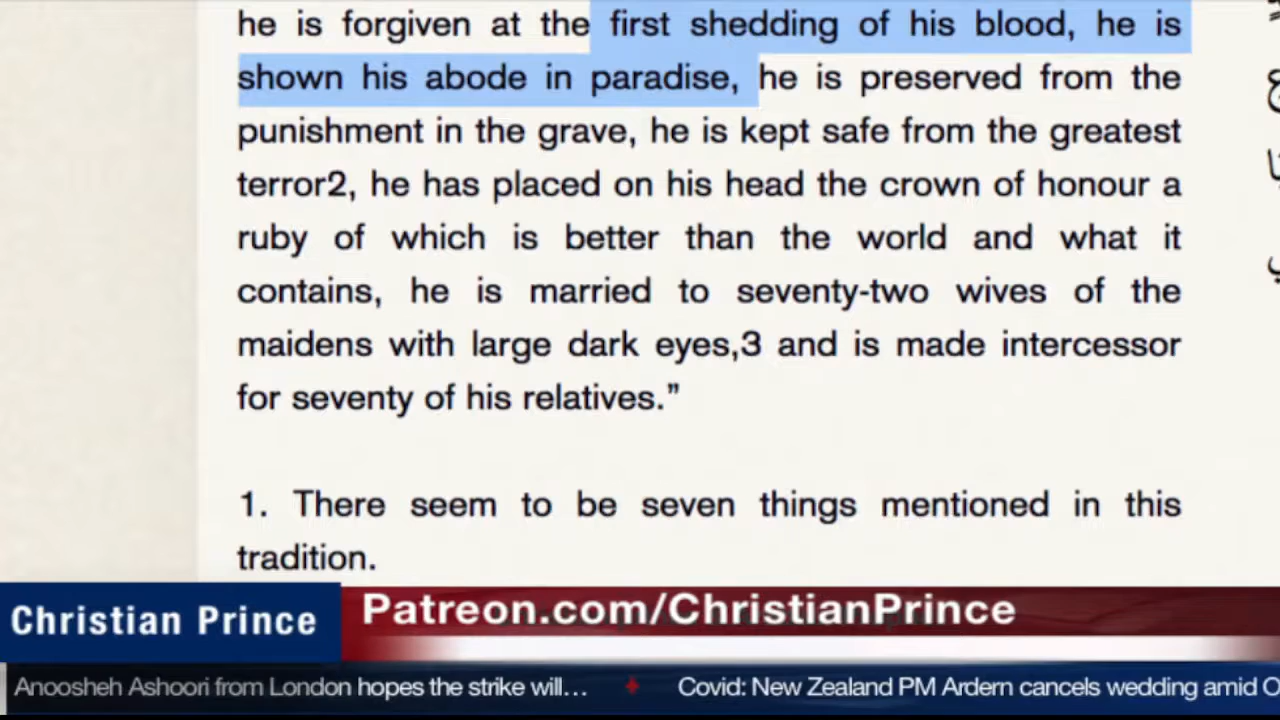 he is forgiven at the first shedding of his blood, he is
shown his abode in paradise, he is preserved from the
punishment in the grave, he is kept safe from the greatest
terror2, he has placed on his head the crown of honour a
ruby of which is better than the world and what it
contains, he is married to seventy-two wives of the
maidens with large dark eyes,3 and is made intercessor
for seventy of his relatives.”
1. There seem to be seven things mentioned in this
tradition.
Christian Prince
Patreon.com/ChristianPrince
Anoosheh Ashoori from London hopes the strike will...
Covid: New Zealand PM Ardern cancels wedding amid O